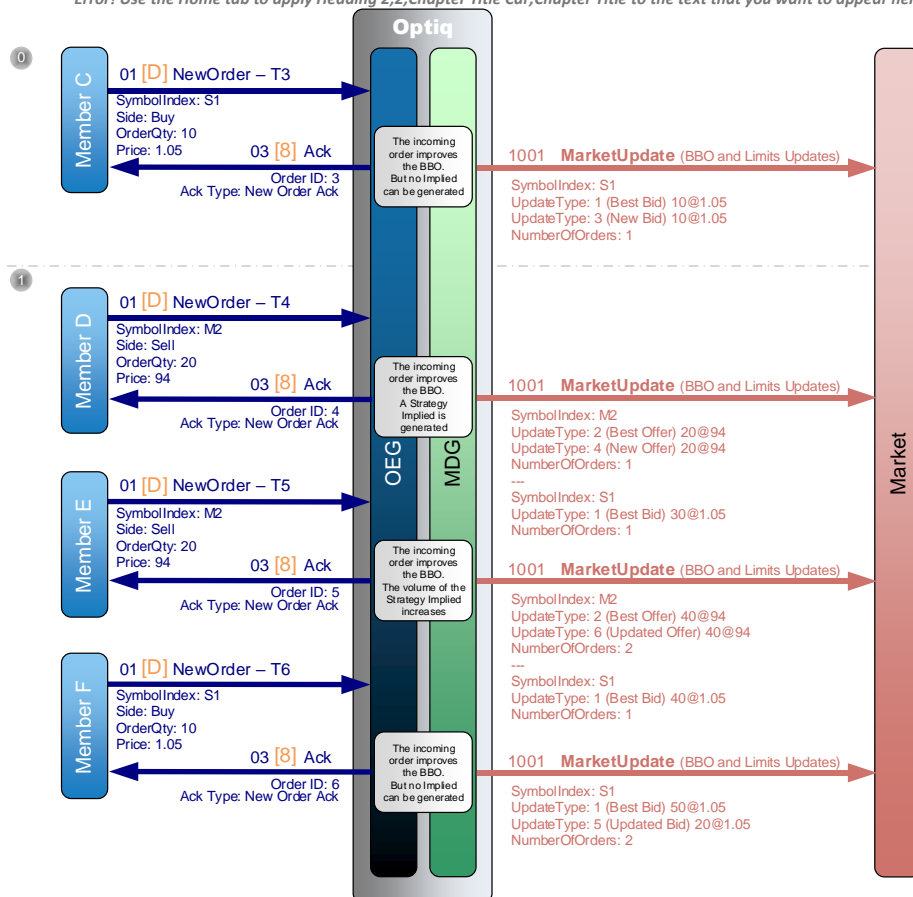 Error! Use the Home tab to apply Heading 2,2,Chapter Title Car,Chapter Title to the text that you want to appear her
Optiq
0
Member C
01 [D] NewOrder – T3
SymbolIndex: S1
Side: Buy
OrderQty: 10
Price: 1.05
03 [8] Ack
Order ID: 3
Ack Type: New Order Ack
The incoming
order improves
the BBO.
But no Implied
can be generated
1001 MarketUpdate (BBO and Limits Updates)
SymbolIndex: S1
UpdateType: 1 (Best Bid) 10@1.05
UpdateType: 3 (New Bid) 10@1.05
NumberOfOrders: 1
1
Member D
01 [D] NewOrder – T4
SymbolIndex: M2
Side: Sell
OrderQty: 20
Price: 94
03 [8] Ack
Order ID: 4
Ack Type: New Order Ack
The incoming
order improves
the BBO.
A Strategy
Implied is
generated
1001 MarketUpdate (BBO and Limits Updates)
SymbolIndex: M2
UpdateType: 2 (Best Offer) 20@94
UpdateType: 4 (New Offer) 20@94
NumberOfOrders: 1
---
SymbolIndex: S1
UpdateType: 1 (Best Bid) 30@1.05
NumberOfOrders: 1
OEG
MDG
Market
Member E
01 [D] NewOrder – T5
SymbolIndex: M2
Side: Sell
OrderQty: 20
Price: 94
03 [8] Ack
Order ID: 5
Ack Type: New Order Ack
The incoming
order improves
the BBO.
The volume of the
Strategy Implied
increases
1001 MarketUpdate (BBO and Limits Updates)
SymbolIndex: M2
UpdateType: 2 (Best Offer) 40@94
UpdateType: 6 (Updated Offer) 40@94
NumberOfOrders: 2
---
SymbolIndex: S1
UpdateType: 1 (Best Bid) 40@1.05
NumberOfOrders: 1
Member F
01 [D] NewOrder – T6
SymbolIndex: S1
Side: Buy
OrderQty: 10
Price: 1.05
03 [8] Ack
Order ID: 6
Ack Type: New Order Ack
The incoming
order improves
the BBO.
But no Implied
can be generated
1001 MarketUpdate (BBO and Limits Updates)
SymbolIndex: S1
UpdateType: 1 (Best Bid) 50@1.05
UpdateType: 5 (Updated Bid) 20@1.05
NumberOfOrders: 2